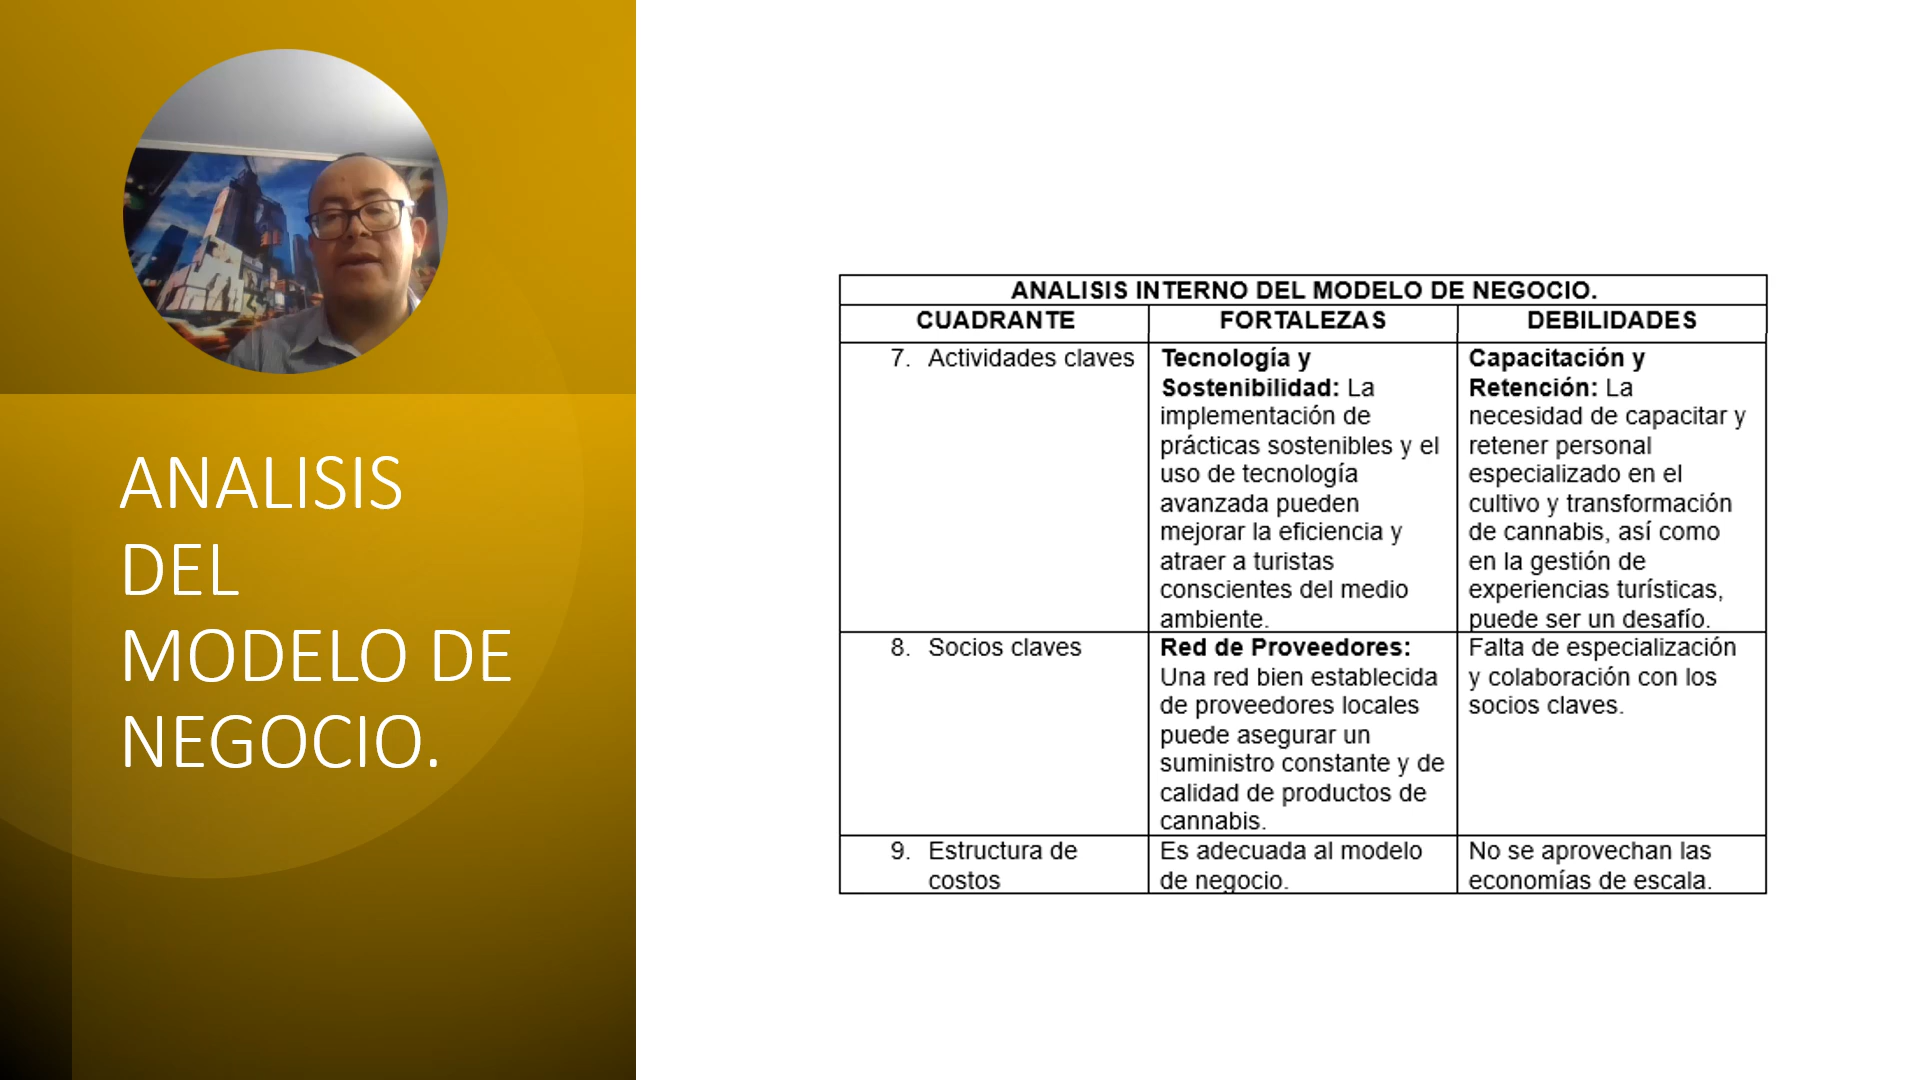 ANALISIS
DEL
MODELO DE
NEGOCIO.
ANALISIS INTERNO DEL MODELO DE NEGOCIO.
CUADRANTE
FORTALEZAS
DEBILIDADES
7. Actividades claves
Tecnología y
Sostenibilidad: La
implementación de
prácticas sostenibles y el
uso de tecnología
avanzada pueden
mejorar la eficiencia y
atraer a turistas
conscientes del medio
ambiente.
Capacitación y
Retención: La
necesidad de capacitar y
retener personal
especializado en el
cultivo y transformación
de cannabis, así como
en la gestión de
experiencias turísticas,
puede ser un desafío.
8. Socios claves
Red de Proveedores:
Una red bien establecida
de proveedores locales
puede asegurar un
suministro constante y de
calidad de productos de
cannabis.
Falta de especialización
y colaboración con los
socios claves.
9. Estructura de
costos
Es adecuada al modelo
de negocio.
No se aprovechan las
economías de escala.